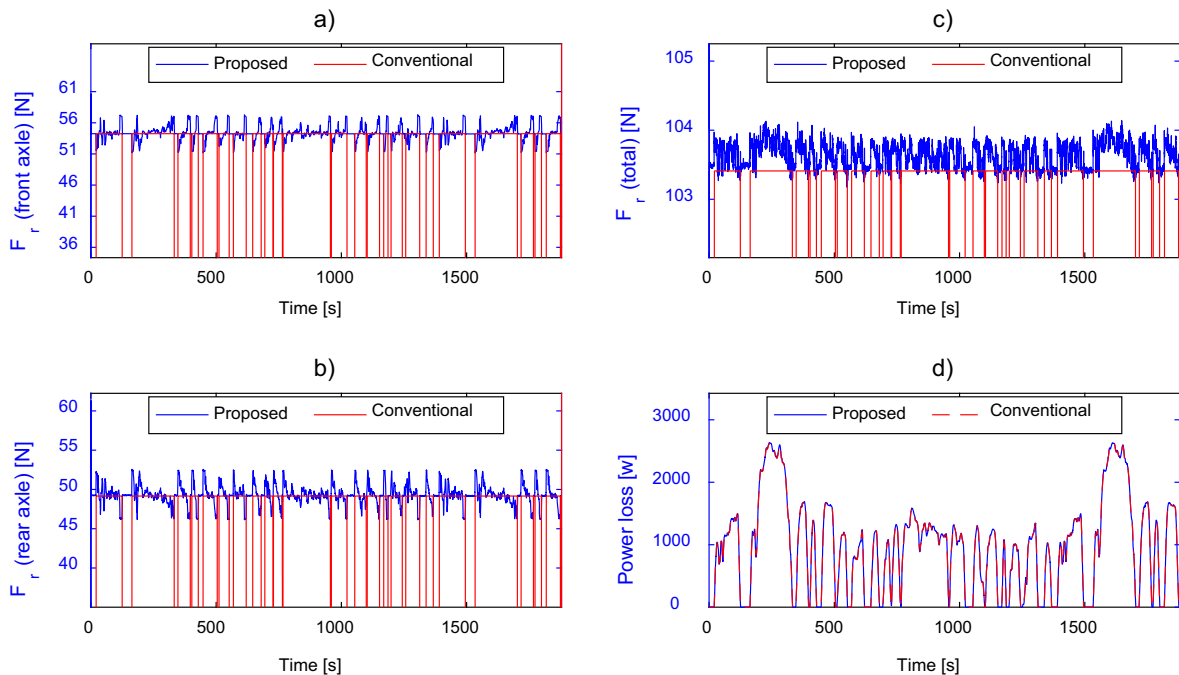 a)
Proposed Conventional
61
56
51
46
41
36
F r (front axle) [N]
0 500 1000 1500
Time [s]
c)
Proposed Conventional
105
104
103
F r (total) [N]
0 500 1000 1500
Time [s]
b)
Proposed Conventional
60
55
50
45
40
F r (rear axle) [N]
0 500 1000 1500
Time [s]
d)
Proposed Conventional
3000
2000
1000
0
Power loss [w]
0 500 1000 1500
Time [s]